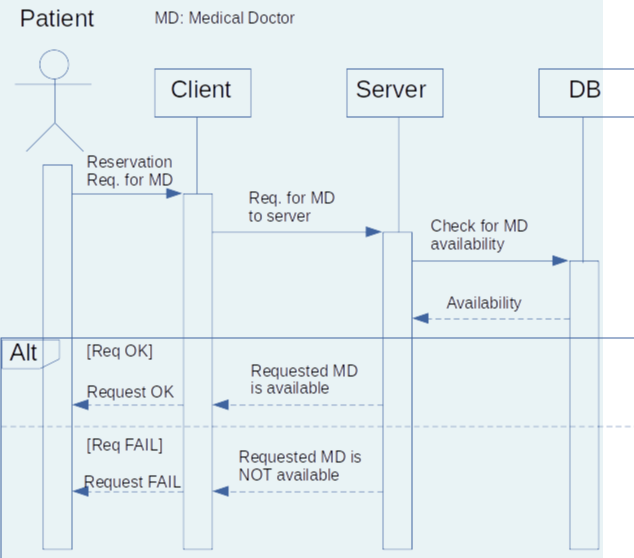 Patient
MD: Medical Doctor
Client
Server
DB
Reservation
Req. for MD
Req. for MD
to server
Check for MD
availability
Availability
Alt
[Req OK]
Requested MD
is available
Request OK
[Req FAIL]
Requested MD is
NOT available
Request FAIL